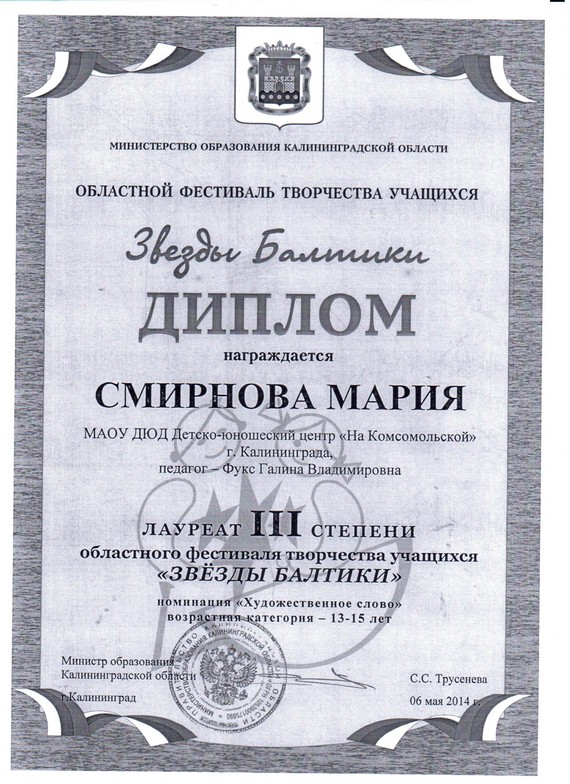 МИНИСТЕРСТВО ОБРАЗОВАНИЯ КАЛИНИНГРАДСКОЙ ОБЛАСТИ
ОБЛАСТНОЙ ФЕСТИВАЛЬ ТВОРЧЕСТВА УЧАЩИХСЯ
Звезды Балтики
ДИПЛОМ
награждается
СМИРНОВА МАРИЯ
МАОУ ДЮД Детско-юношеский центр «На Комсомольской»
г. Калининграда,
педагог – Фукс Галина Владимировна
ЛАУРЕАТ III СТЕПЕНИ
областного фестиваля творчества учащихся
«ЗВЁЗДЫ БАЛТИКИ»
номинация «Художественное слово»
возрастная категория – 13-15 лет
Министр образования
Калининградской области
С.С. Трусенева
г.Калининград
06 мая 2014 г.